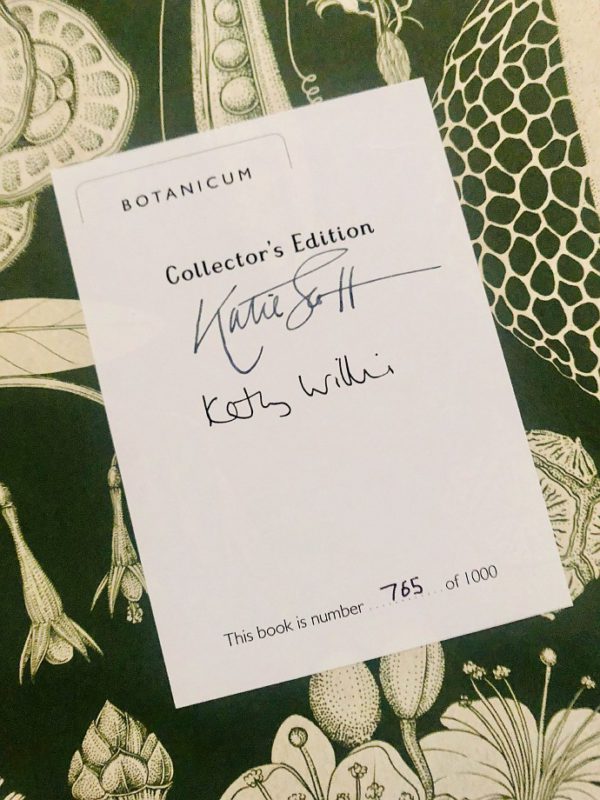 BOTANICUM
Collector's Edition
Katie Scott
Kathy Willis
This book is number 765 of 1000